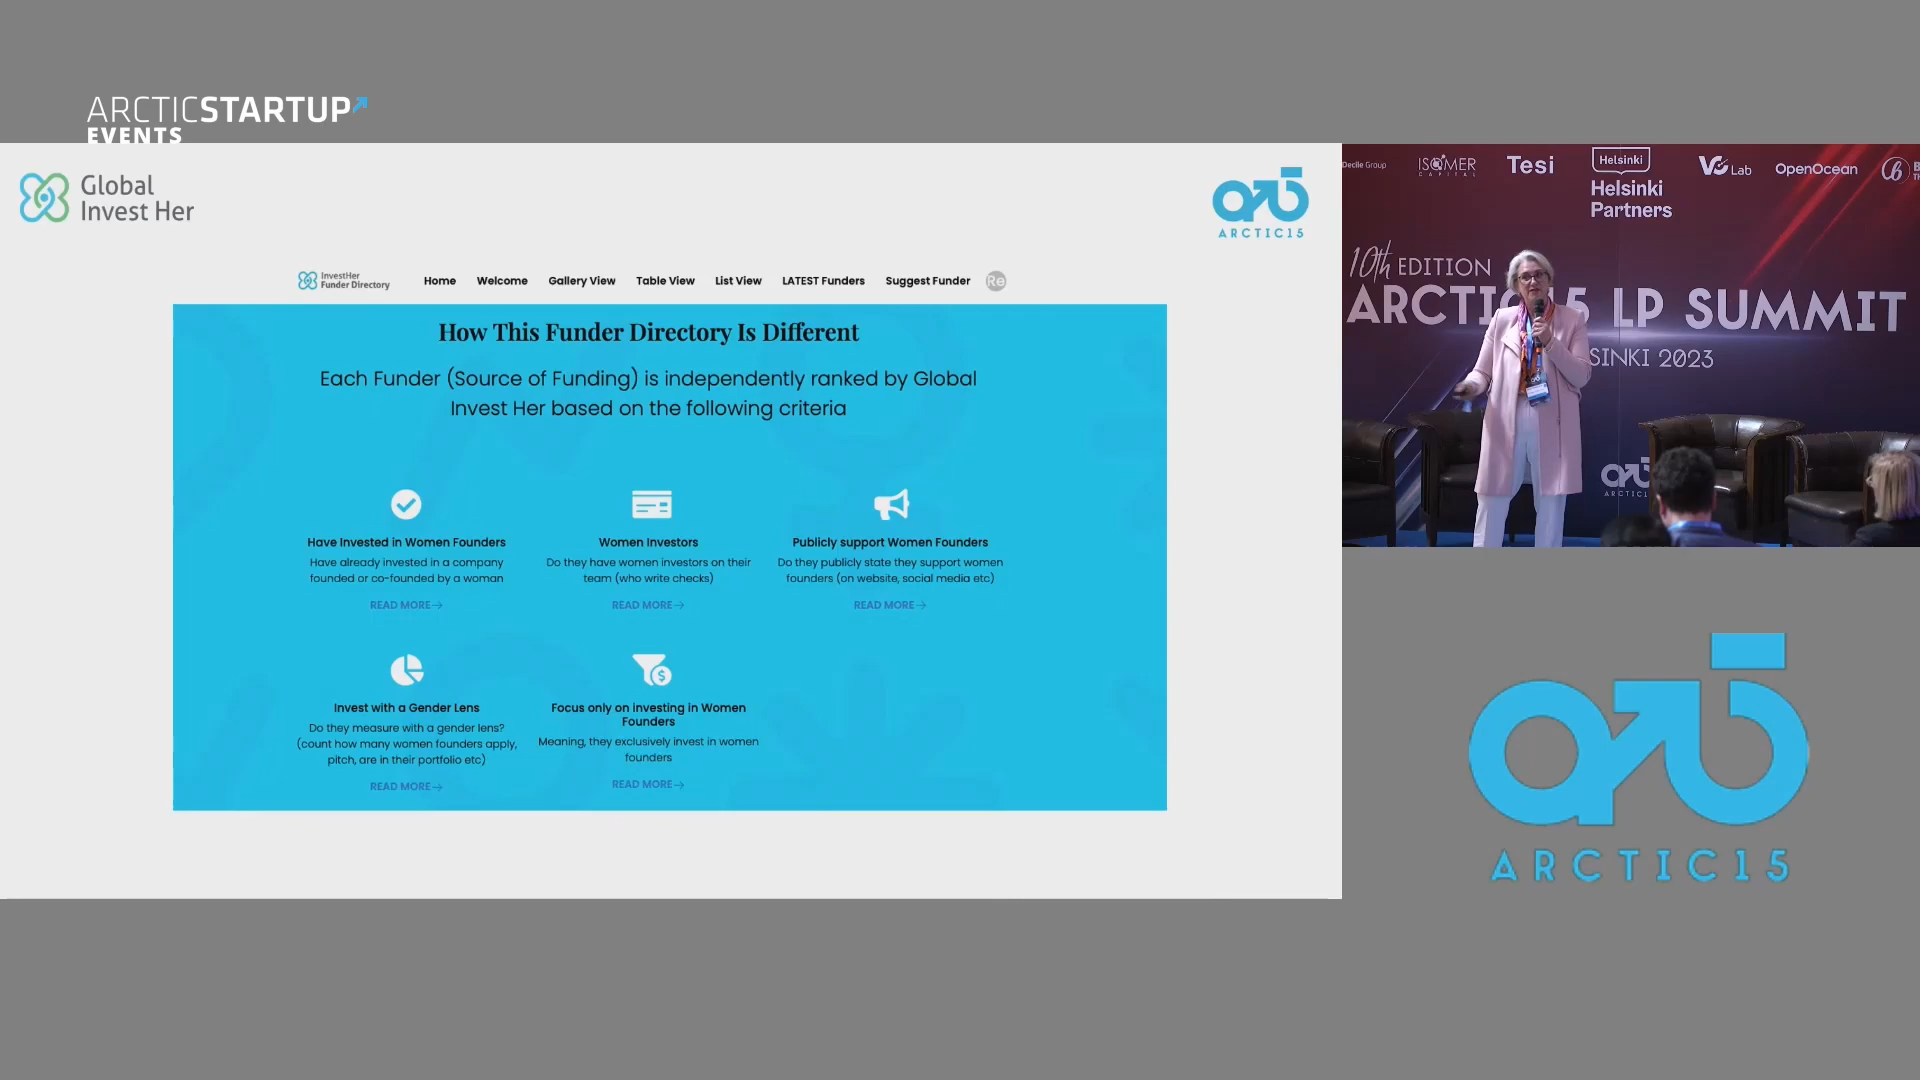 ARCTICSTARTUP
EVENTS
Global
Invest Her
ARCTIC15
InvestHer
Funder Directory
Home
Welcome
Gallery View
Table View
List View
LATEST Funders
Suggest Funder
Re
How This Funder Directory Is Different
Each Funder (Source of Funding) is independently ranked by Global
Invest Her based on the following criteria
Have Invested in Women Founders
Have already invested in a company
founded or co-founded by a woman
READ MORE
Women Investors
Do they have women investors on their
team (who write checks)
READ MORE
Publicly support Women Founders
Do they publicly state they support women
founders (on website, social media etc)
READ MORE
Invest with a Gender Lens
Do they measure with a gender lens?
(count how many women founders apply,
pitch, are in their portfolio etc)
READ MORE
Focus only on investing in Women
Founders
Meaning, they exclusively invest in women
founders
READ MORE
Decile Group
ISOMER
CAPITAL
Tesi
Helsinki
Helsinki
Partners
VC Lab
OpenOcean
10th EDITION
ARCTIC15 LP SUMMIT
SINKI 2023
ARCTIC15